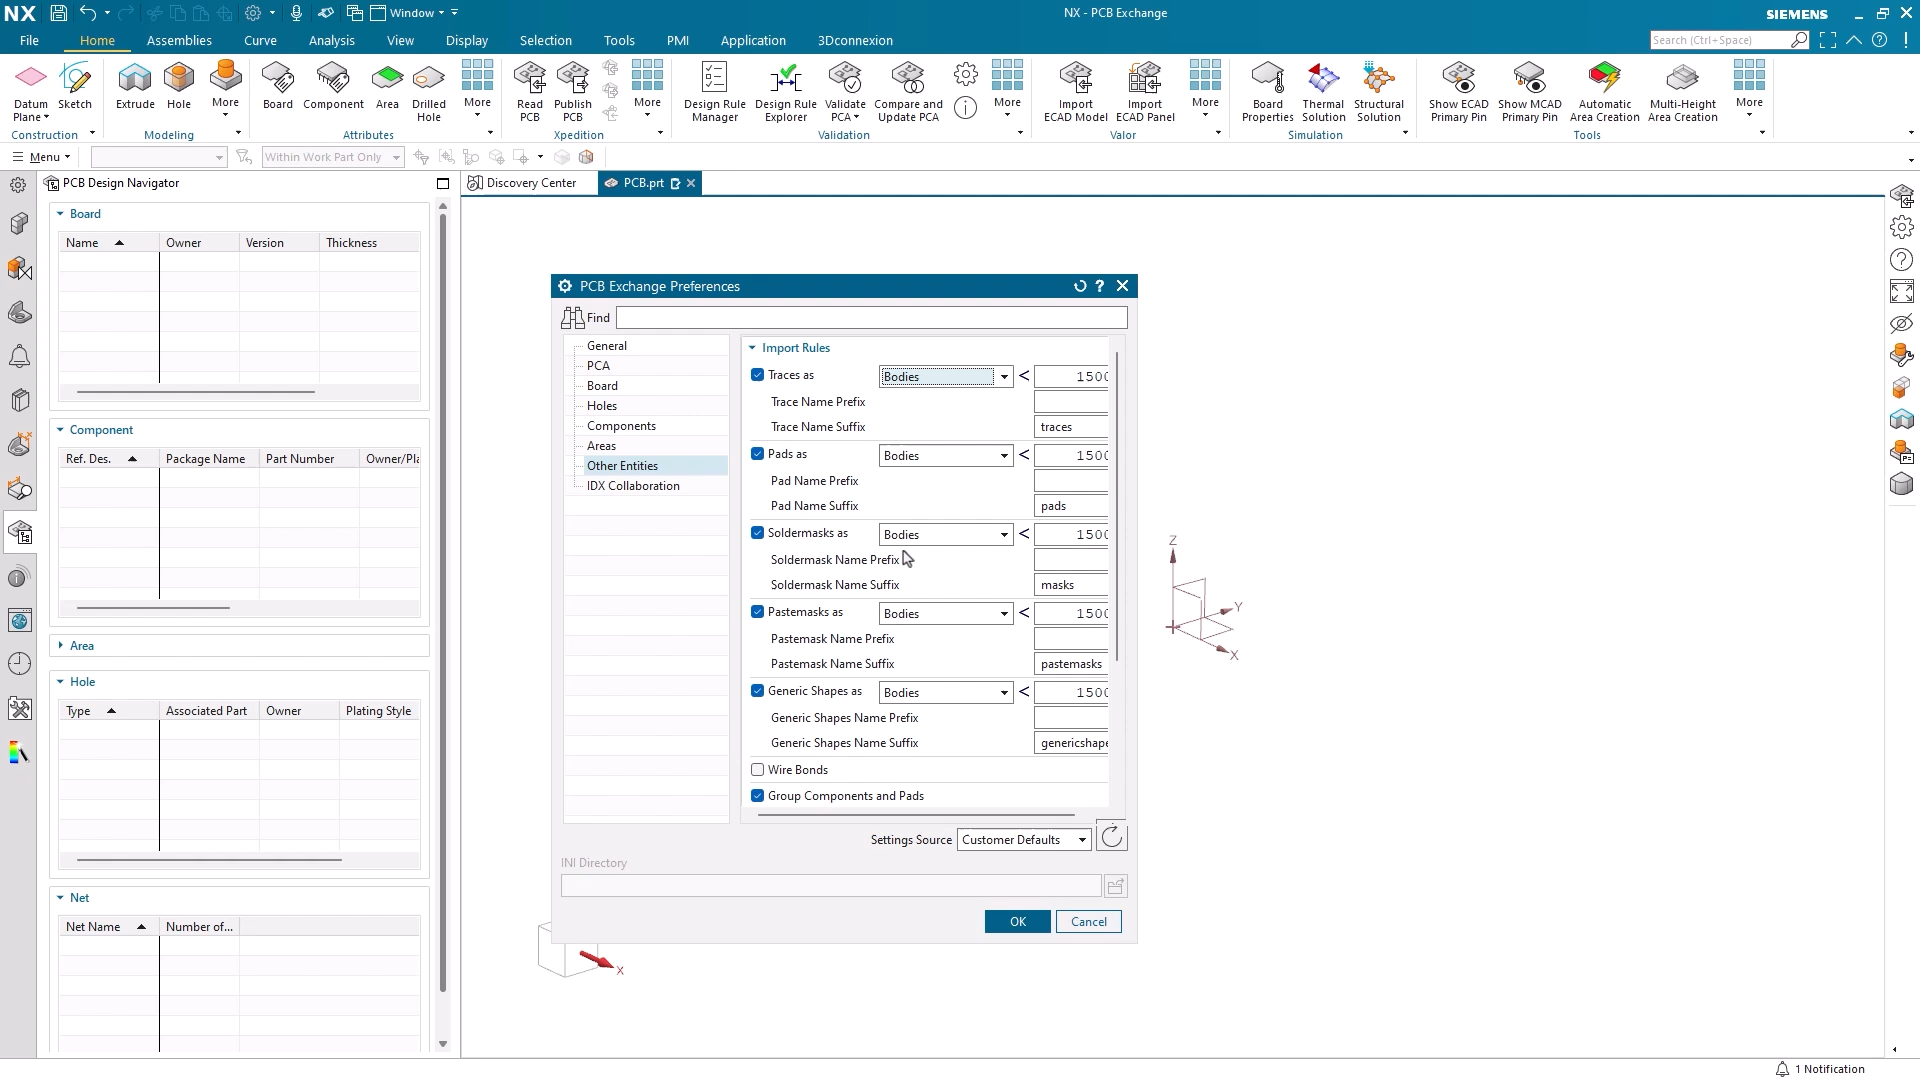 NX
Window
NX - PCB Exchange
SIEMENS
File
Home
Assemblies
Curve
Analysis
View
Display
Selection
Tools
PMI
Application
3Dconnexion
Search (Ctrl+Space)
Datum Plane
Sketch
Extrude
Hole
More
Board
Component
Area
Drilled Hole
More
Read PCB
Publish PCB
More
Design Rule Manager
Design Rule Explorer
Validate PCA
Compare and Update PCA
More
Import ECAD Model
Import ECAD Panel
More
Board Properties
Thermal Solution
Structural Solution
Show ECAD Primary Pin
Show MCAD Primary Pin
Automatic Area Creation
Multi-Height Area Creation
More
Construction
Modeling
Attributes
Xpedition
Validation
Valor
Simulation
Tools
Menu
Within Work Part Only
PCB Design Navigator
Discovery Center
PCB.prt
Board
Name
Owner
Version
Thickness
Component
Ref. Des.
Package Name
Part Number
Owner/Pla
Area
Hole
Type
Associated Part
Owner
Plating Style
Net
Net Name
Number of...
PCB Exchange Preferences
Find
General
PCA
Board
Holes
Components
Areas
Other Entities
IDX Collaboration
Import Rules
Traces as
Bodies
<
1500
Trace Name Prefix
Trace Name Suffix
traces
Pads as
Bodies
<
1500
Pad Name Prefix
Pad Name Suffix
pads
Soldermasks as
Bodies
<
1500
Soldermask Name Prefix
Soldermask Name Suffix
masks
Pastemasks as
Bodies
<
1500
Pastemask Name Prefix
Pastemask Name Suffix
pastemasks
Generic Shapes as
Bodies
<
1500
Generic Shapes Name Prefix
Generic Shapes Name Suffix
genericshape
Wire Bonds
Group Components and Pads
Settings Source
Customer Defaults
INI Directory
OK
Cancel
Z
Y
X
X
1 Notification